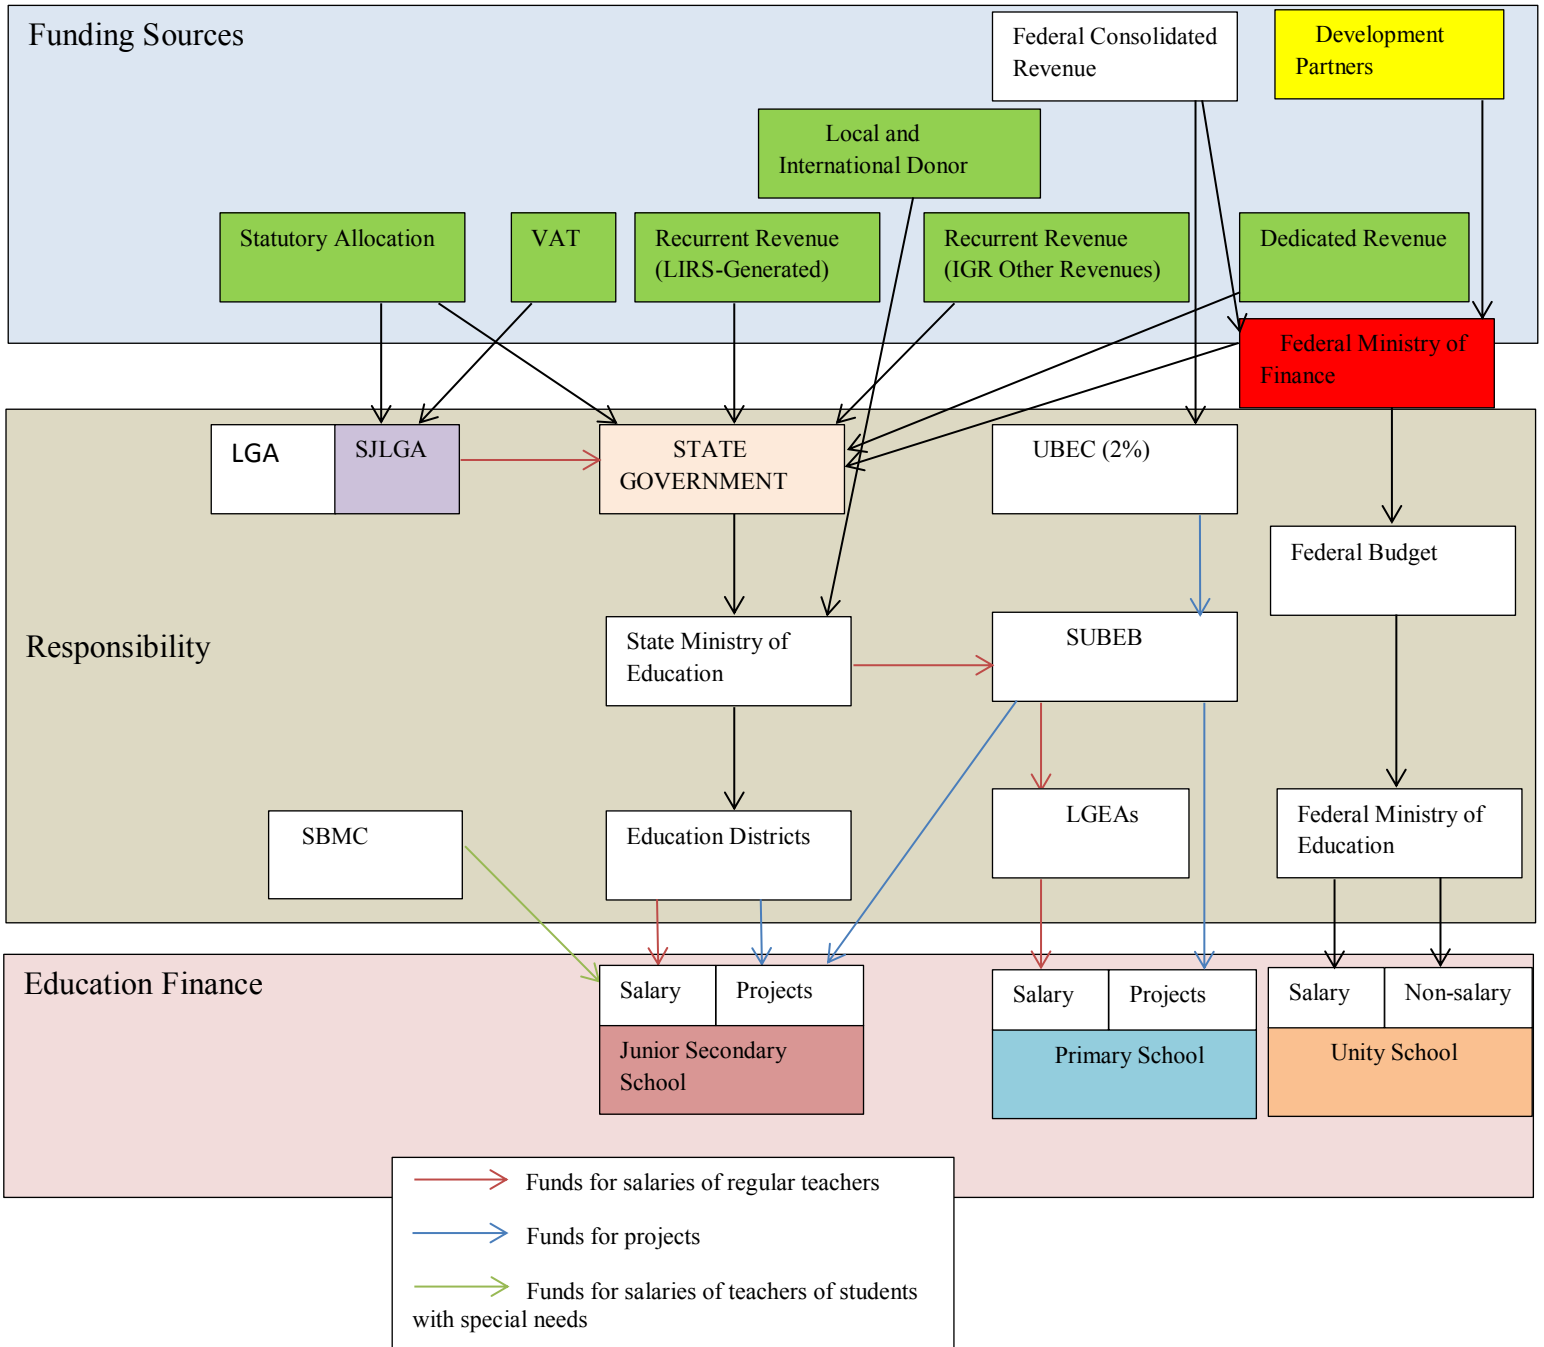 Funding Sources
Federal Consolidated
Revenue
Development
Partners
Local and
International Donor
Statutory Allocation
VAT
Recurrent Revenue
(LIRS-Generated)
Recurrent Revenue
(IGR Other Revenues)
Dedicated Revenue
Federal Ministry of
Finance
LGA
SJLGA
STATE
GOVERNMENT
UBEC (2%)
Federal Budget
Responsibility
State Ministry of
Education
SUBEB
SBMC
Education Districts
LGEAs
Federal Ministry of
Education
Education Finance
Salary
Projects
Junior Secondary
School
Salary
Projects
Primary School
Salary
Non-salary
Unity School
Funds for salaries of regular teachers
Funds for projects
Funds for salaries of teachers of students
with special needs